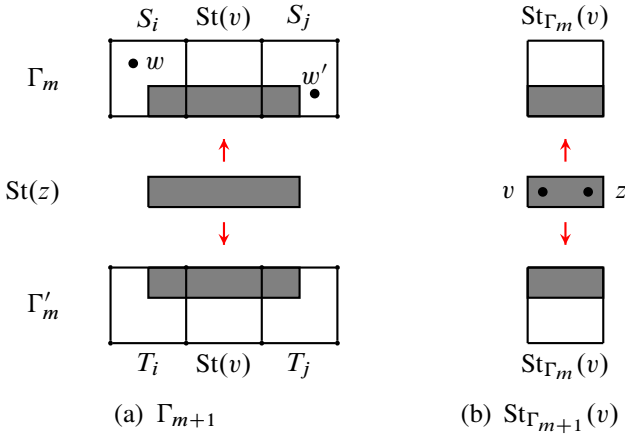 S_i St(v) S_j St_{Γ_m}(v)
Γ_m w w'
St(z) v z
Γ'_m
T_i St(v) T_j St_{Γ_m}(v)
(a) Γ_{m+1} (b) St_{Γ_{m+1}}(v)